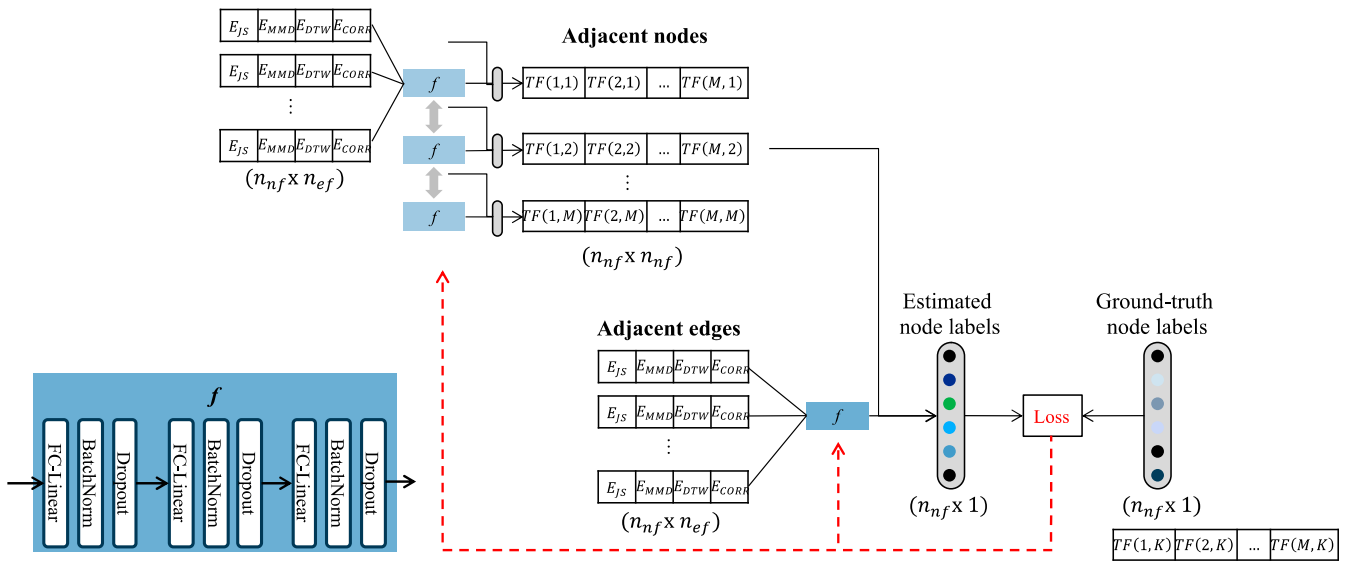 E_JS E_MMD E_DTW E_CORR
E_JS E_MMD E_DTW E_CORR
⋮
E_JS E_MMD E_DTW E_CORR
(n_nf x n_ef)
f
f
f
Adjacent nodes
TF(1,1) TF(2,1) ... TF(M,1)
TF(1,2) TF(2,2) ... TF(M,2)
⋮
TF(1,M) TF(2,M) ... TF(M,M)
(n_nf x n_nf)
Adjacent edges
E_JS E_MMD E_DTW E_CORR
E_JS E_MMD E_DTW E_CORR
⋮
E_JS E_MMD E_DTW E_CORR
(n_nf x n_ef)
f
Estimated
node labels
(n_nf x 1)
Loss
Ground-truth
node labels
(n_nf x 1)
TF(1,K) TF(2,K) ... TF(M,K)
f
FC-Linear
BatchNorm
Dropout
FC-Linear
BatchNorm
Dropout
FC-Linear
BatchNorm
Dropout